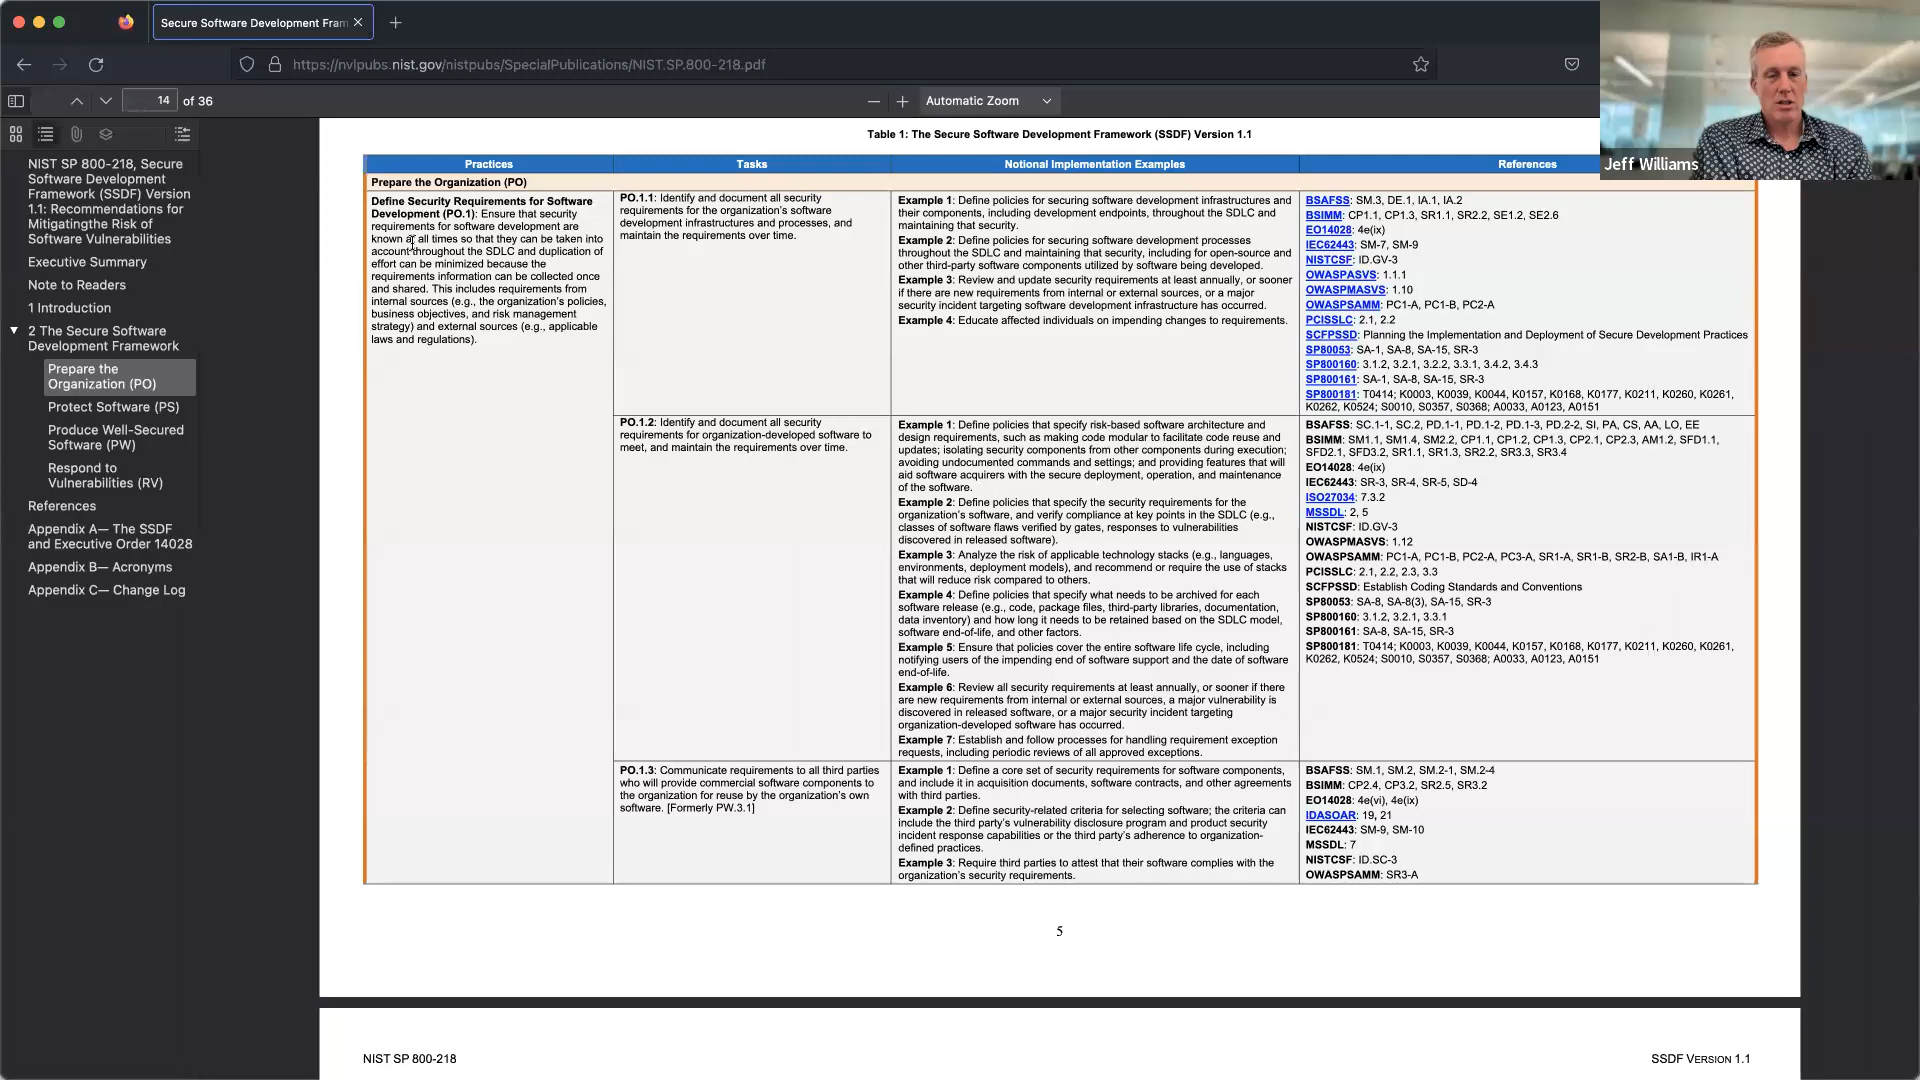 Secure Software Development Fram
https://nvlpubs.nist.gov/nistpubs/SpecialPublications/NIST.SP.800-218.pdf
14 of 36
Automatic Zoom
Jeff Williams
NIST SP 800-218, Secure
Software Development
Framework (SSDF) Version
1.1: Recommendations for
Mitigatingthe Risk of
Software Vulnerabilities
Executive Summary
Note to Readers
1 Introduction
2 The Secure Software
Development Framework
Prepare the
Organization (PO)
Protect Software (PS)
Produce Well-Secured
Software (PW)
Respond to
Vulnerabilities (RV)
References
Appendix A— The SSDF
and Executive Order 14028
Appendix B— Acronyms
Appendix C— Change Log
Table 1: The Secure Software Development Framework (SSDF) Version 1.1
Practices Tasks Notional Implementation Examples References
Prepare the Organization (PO)
Define Security Requirements for Software
Development (PO.1): Ensure that security
requirements for software development are
known at all times so that they can be taken into
account throughout the SDLC and duplication of
effort can be minimized because the
requirements information can be collected once
and shared. This includes requirements from
internal sources (e.g., the organization's policies,
business objectives, and risk management
strategy) and external sources (e.g., applicable
laws and regulations).
PO.1.1: Identify and document all security
requirements for the organization's software
development infrastructures and processes, and
maintain the requirements over time.
Example 1: Define policies for securing software development infrastructures and
their components, including development endpoints, throughout the SDLC and
maintaining that security.
Example 2: Define policies for securing software development processes
throughout the SDLC and maintaining that security, including for open-source and
other third-party software components utilized by software being developed.
Example 3: Review and update security requirements at least annually, or sooner
if there are new requirements from internal or external sources, or a major
security incident targeting software development infrastructure has occurred.
Example 4: Educate affected individuals on impending changes to requirements.
BSAFSS: SM.3, DE.1, IA.1, IA.2
BSIMM: CP1.1, CP1.3, SR1.1, SR2.2, SE1.2, SE2.6
EO14028: 4e(ix)
IEC62443: SM-7, SM-9
NISTCSF: ID.GV-3
OWASPASVS: 1.1.1
OWASPMASVS: 1.10
OWASPSAMM: PC1-A, PC1-B, PC2-A
PCISSLC: 2.1, 2.2
SCFPSSD: Planning the Implementation and Deployment of Secure Development Practices
SP80053: SA-1, SA-8, SA-15, SR-3
SP800160: 3.1.2, 3.2.1, 3.2.2, 3.3.1, 3.4.2, 3.4.3
SP800161: SA-1, SA-8, SA-15, SR-3
SP800181: T0414; K0003, K0039, K0044, K0157, K0168, K0177, K0211, K0260, K0261,
K0262, K0524; S0010, S0357, S0368; A0033, A0123, A0151
PO.1.2: Identify and document all security
requirements for organization-developed software to
meet, and maintain the requirements over time.
Example 1: Define policies that specify risk-based software architecture and
design requirements, such as making code modular to facilitate code reuse and
updates; isolating security components from other components during execution;
avoiding undocumented commands and settings; and providing features that will
aid software acquirers with the secure deployment, operation, and maintenance
of the software.
Example 2: Define policies that specify the security requirements for the
organization's software, and verify compliance at key points in the SDLC (e.g.,
classes of software flaws verified by gates, responses to vulnerabilities
discovered in released software).
Example 3: Analyze the risk of applicable technology stacks (e.g., languages,
environments, deployment models), and recommend or require the use of stacks
that will reduce risk compared to others.
Example 4: Define policies that specify what needs to be archived for each
software release (e.g., code, package files, third-party libraries, documentation,
data inventory) and how long it needs to be retained based on the SDLC model,
software end-of-life, and other factors.
Example 5: Ensure that policies cover the entire software life cycle, including
notifying users of the impending end of software support and the date of software
end-of-life.
Example 6: Review all security requirements at least annually, or sooner if there
are new requirements from internal or external sources, a major vulnerability is
discovered in released software, or a major security incident targeting
organization-developed software has occurred.
Example 7: Establish and follow processes for handling requirement exception
requests, including periodic reviews of all approved exceptions.
BSAFSS: SC.1-1, SC.2, PD.1-1, PD.1-2, PD.1-3, PD.2-2, SI, PA, CS, AA, LO, EE
BSIMM: SM1.1, SM1.4, SM2.2, CP1.1, CP1.2, CP1.3, CP2.1, CP2.3, AM1.2, SFD1.1,
SFD2.1, SFD3.2, SR1.1, SR1.3, SR2.2, SR3.3, SR3.4
EO14028: 4e(ix)
IEC62443: SR-3, SR-4, SR-5, SD-4
ISO27034: 7.3.2
MSSDL: 2, 5
NISTCSF: ID.GV-3
OWASPMASVS: 1.12
OWASPSAMM: PC1-A, PC1-B, PC2-A, PC3-A, SR1-A, SR1-B, SR2-B, SA1-B, IR1-A
PCISSLC: 2.1, 2.2, 2.3, 3.3
SCFPSSD: Establish Coding Standards and Conventions
SP80053: SA-8, SA-8(3), SA-15, SR-3
SP800160: 3.1.2, 3.2.1, 3.3.1
SP800161: SA-8, SA-15, SR-3
SP800181: T0414; K0003, K0039, K0044, K0157, K0168, K0177, K0211, K0260, K0261,
K0262, K0524; S0010, S0357, S0368; A0033, A0123, A0151
PO.1.3: Communicate requirements to all third parties
who will provide commercial software components to
the organization for reuse by the organization's own
software. [Formerly PW.3.1]
Example 1: Define a core set of security requirements for software components,
and include it in acquisition documents, software contracts, and other agreements
with third parties.
Example 2: Define security-related criteria for selecting software; the criteria can
include the third party's vulnerability disclosure program and product security
incident response capabilities or the third party's adherence to organization-
defined practices.
Example 3: Require third parties to attest that their software complies with the
organization's security requirements.
BSAFSS: SM.1, SM.2, SM.2-1, SM.2-4
BSIMM: CP2.4, CP3.2, SR2.5, SR3.2
EO14028: 4e(vi), 4e(ix)
IDASOAR: 19, 21
IEC62443: SM-9, SM-10
MSSDL: 7
NISTCSF: ID.SC-3
OWASPSAMM: SR3-A
5
NIST SP 800-218 SSDF VERSION 1.1